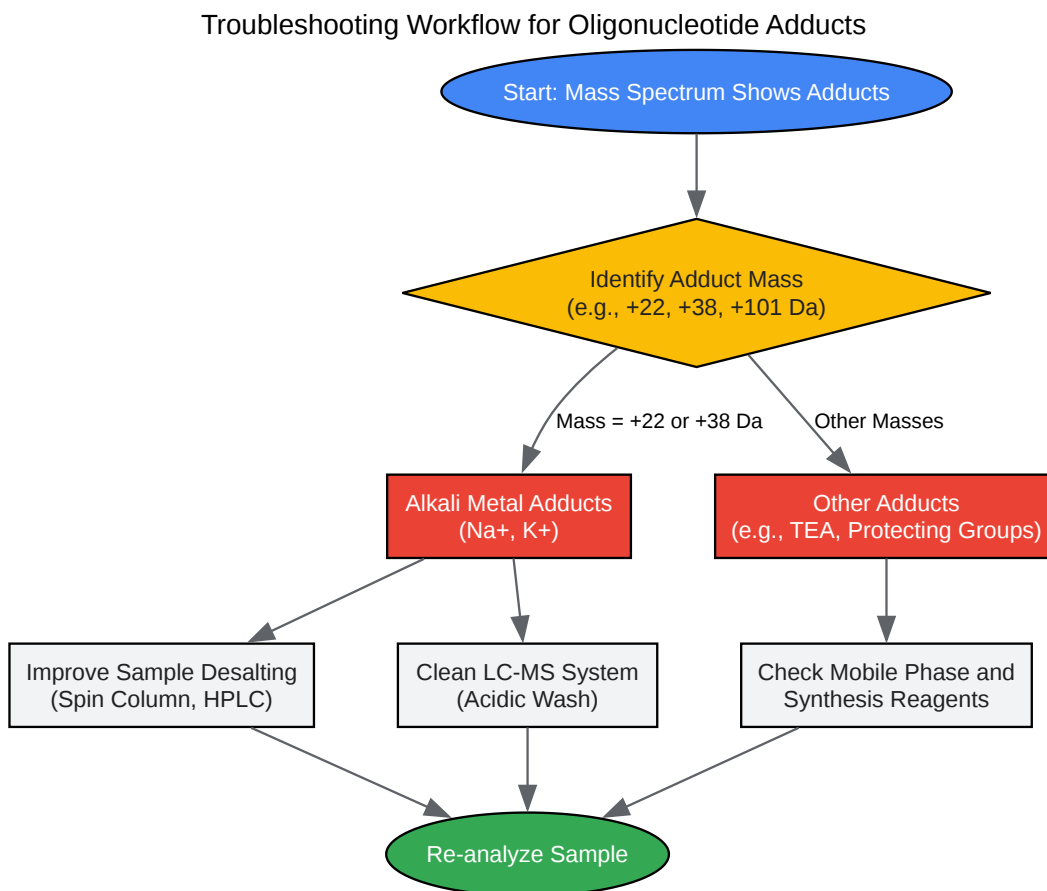 Troubleshooting Workflow for Oligonucleotide Adducts
Start: Mass Spectrum Shows Adducts
Identify Adduct Mass
(e.g., +22, +38, +101 Da)
Mass = +22 or +38 Da
Other Masses
Alkali Metal Adducts
(Na+, K+)
Other Adducts
(e.g., TEA, Protecting Groups)
Improve Sample Desalting
(Spin Column, HPLC)
Clean LC-MS System
(Acidic Wash)
Check Mobile Phase and
Synthesis Reagents
Re-analyze Sample